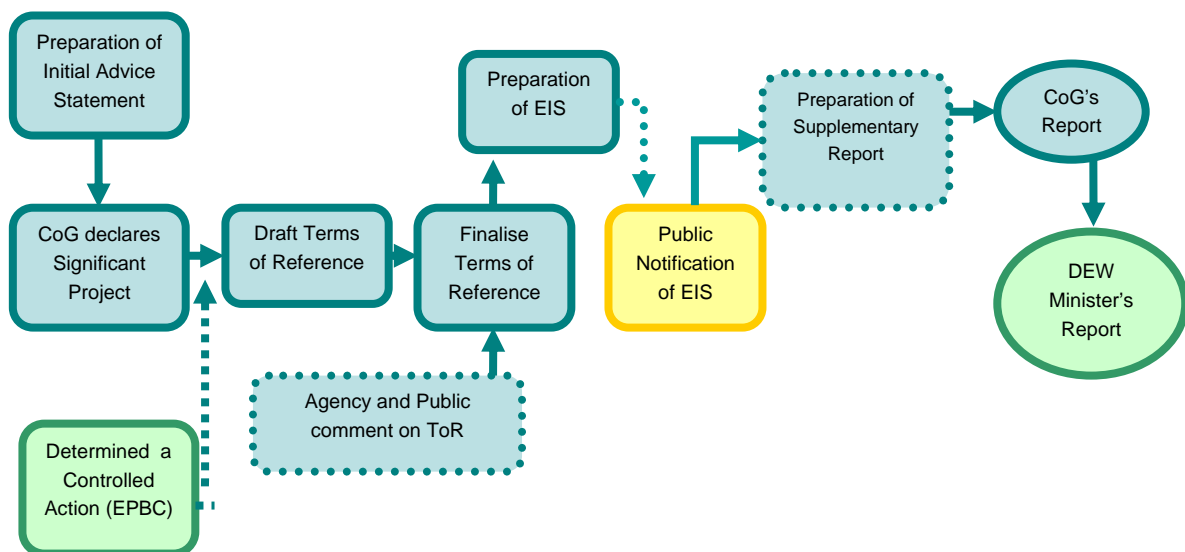 Preparation of
Initial Advice
Statement
CoG declares
Significant
Project
Determined a
Controlled
Action (EPBC)
Draft Terms
of Reference
Agency and Public
comment on ToR
Finalise
Terms of
Reference
Preparation
of EIS
Public
Notification
of EIS
Preparation of
Supplementary
Report
CoG's
Report
DEW
Minister's
Report